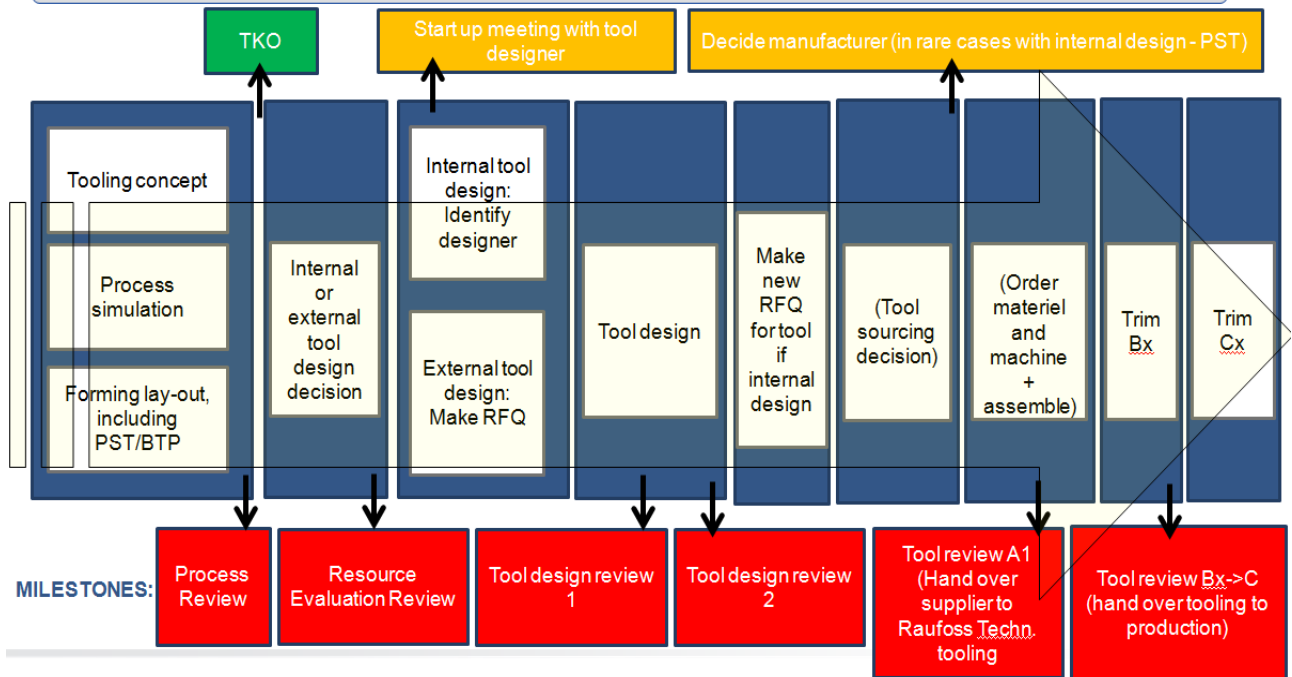 TKO
Start up meeting with tool
designer
Decide manufacturer (in rare cases with internal design - PST)
Tooling concept
Process
simulation
Forming lay-out,
including
PST/BTP
Internal
or
external
tool
design
decision
Internal tool
design:
Identify
designer
External tool
design:
Make RFQ
Tool design
Make
new
RFQ
for tool
if
internal
design
(Tool
sourcing
decision)
(Order
materiel
and
machine
+
assemble)
Trim
Bx
Trim
Cx
MILESTONES:
Process
Review
Resource
Evaluation Review
Tool design review
1
Tool design review
2
Tool review A1
(Hand over
supplier to
Raufoss Techn.
tooling
Tool review Bx->C
(hand over tooling to
production)